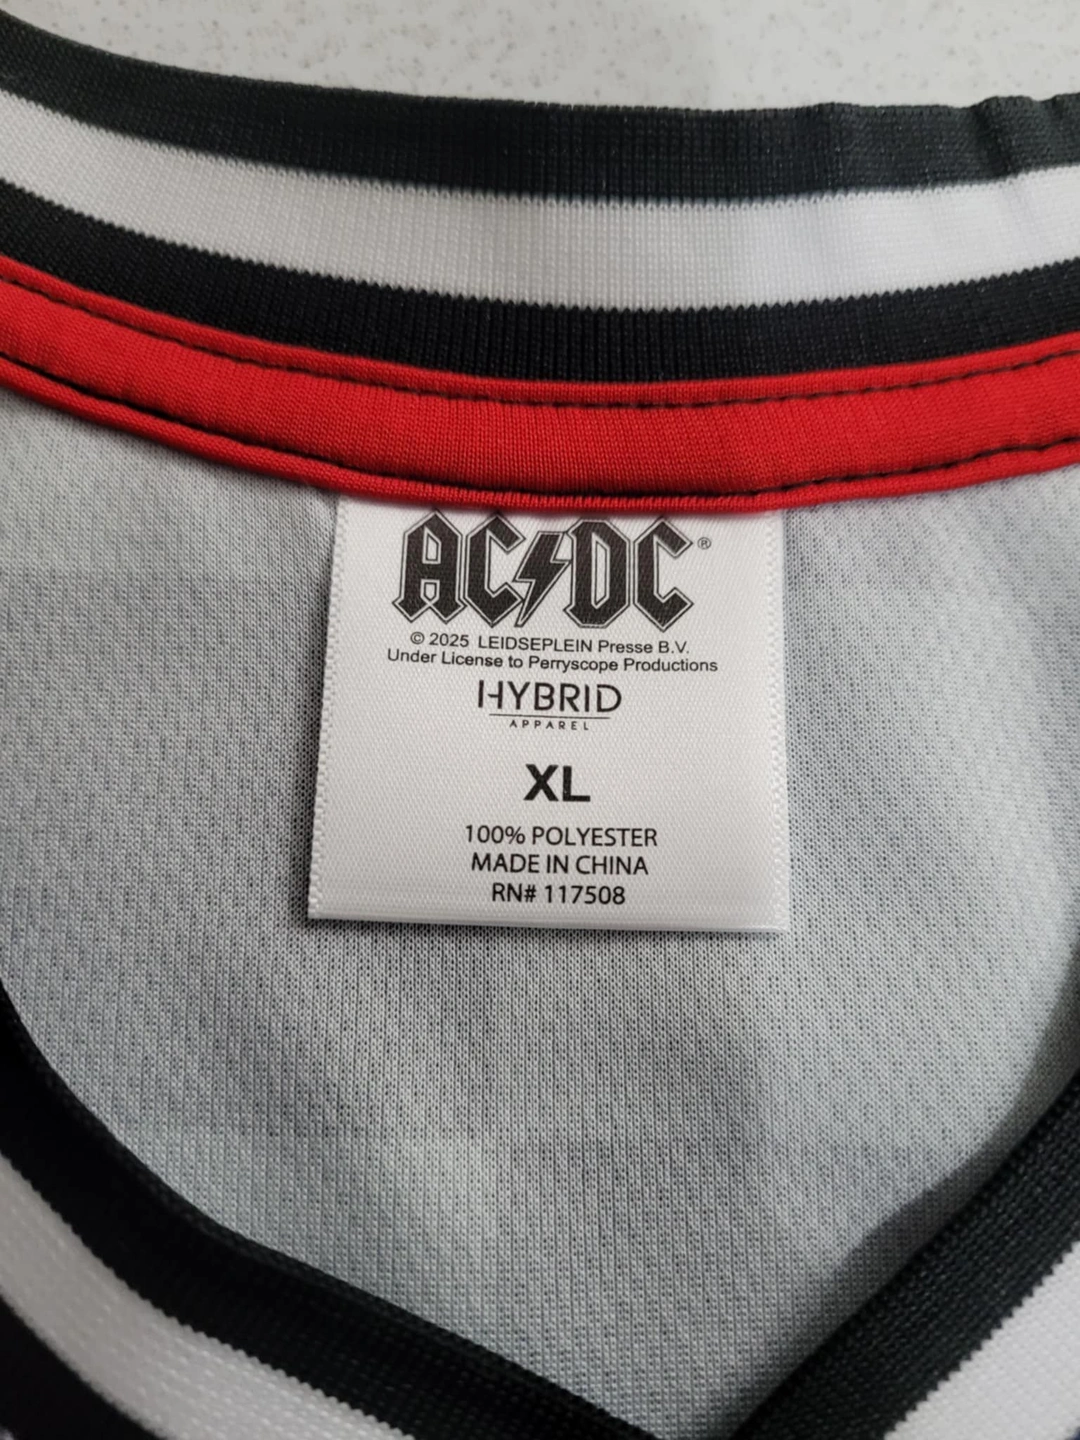 AC⚡DC®
© 2025 LEIDSEPLEIN Presse B.V.
Under License to Perryscope Productions
HYBRID
APPAREL
XL
100% POLYESTER
MADE IN CHINA
RN# 117508